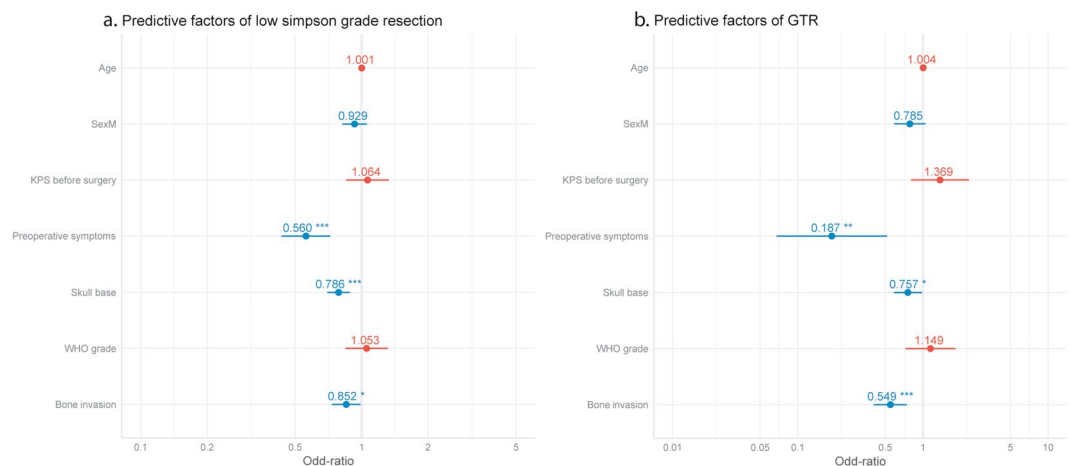 a. Predictive factors of low simpson grade resection
Age
1.001
SexM
0.929
KPS before surgery
1.064
Preoperative symptoms
0.560 ***
Skull base
0.786 ***
WHO grade
1.053
Bone invasion
0.852 *
0.1 0.2 0.5 1 2 5
Odd-ratio
b. Predictive factors of GTR
Age
1.004
SexM
0.785
KPS before surgery
1.369
Preoperative symptoms
0.187 **
Skull base
0.757 *
WHO grade
1.149
Bone invasion
0.549 ***
0.01 0.05 0.1 0.5 1 5 10
Odd-ratio